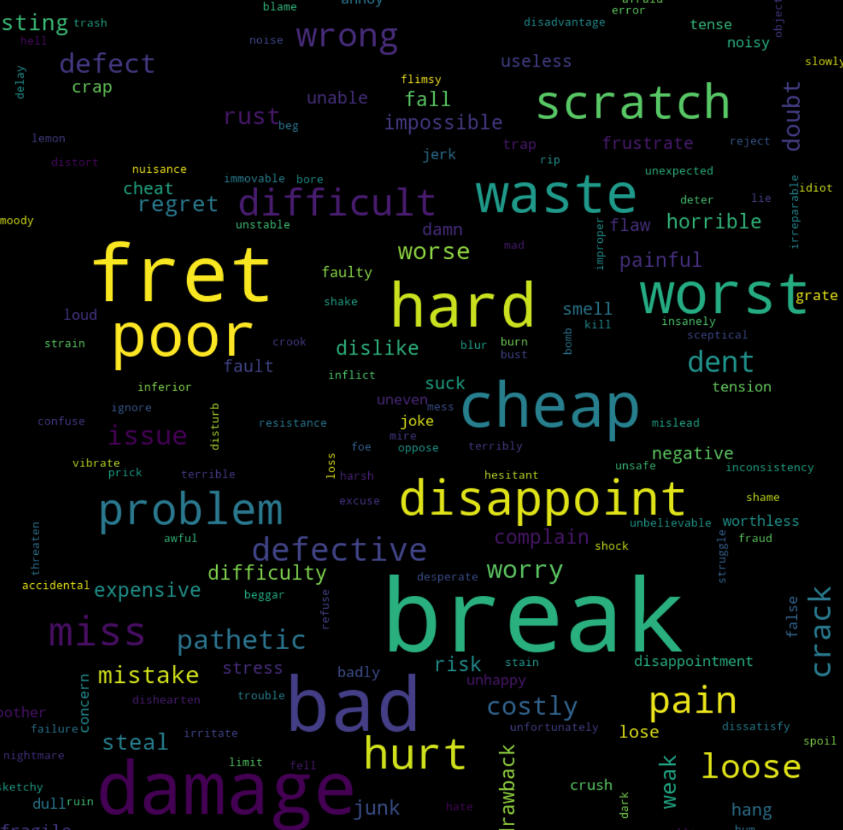 blame
annoy
error
sting
trash
disadvantage
tense
object
hell
noise
wrong
noisy
defect
useless
slowly
delay
crap
flimsy
unable
fall
scratch
doubt
rust
beg
impossible
lemon
jerk
trap
frustrate
reject
distort
nuisance
rip
unexpected
cheat
immovable
bore
idiot
regret
difficult
waste
deter
lie
irreparable
moody
unstable
damn
improper
flaw
horrible
fret
worse
mad
painful
faulty
hard
worst
grate
loud
shake
smell
kill
insanely
poor
strain
crook
dislike
blur
burn
bust
bomb
sceptical
fault
dent
inferior
inflict
suck
tension
ignore
uneven
mess
cheap
confuse
disturb
resistance
joke
mislead
issue
mire
foe
oppose
terribly
negative
vibrate
prick
terrible
loss
harsh
hesitant
unsafe
inconsistency
problem
excuse
disappoint
shame
unbelievable
worthless
threaten
awful
defective
complain
shock
struggle
fraud
accidental
expensive
difficulty
desperate
worry
beggar
refuse
break
false
crack
miss
pathetic
mistake
stress
badly
risk
stain
disappointment
unhappy
concern
dishearten
trouble
bad
costly
pain
bother
failure
irritate
unfortunately
lose
dissatisfy
steal
hurt
spoil
nightmare
limit
fell
drawback
weak
loose
sketchy
damage
crush
dull
ruin
junk
hate
dark
hang
fragile